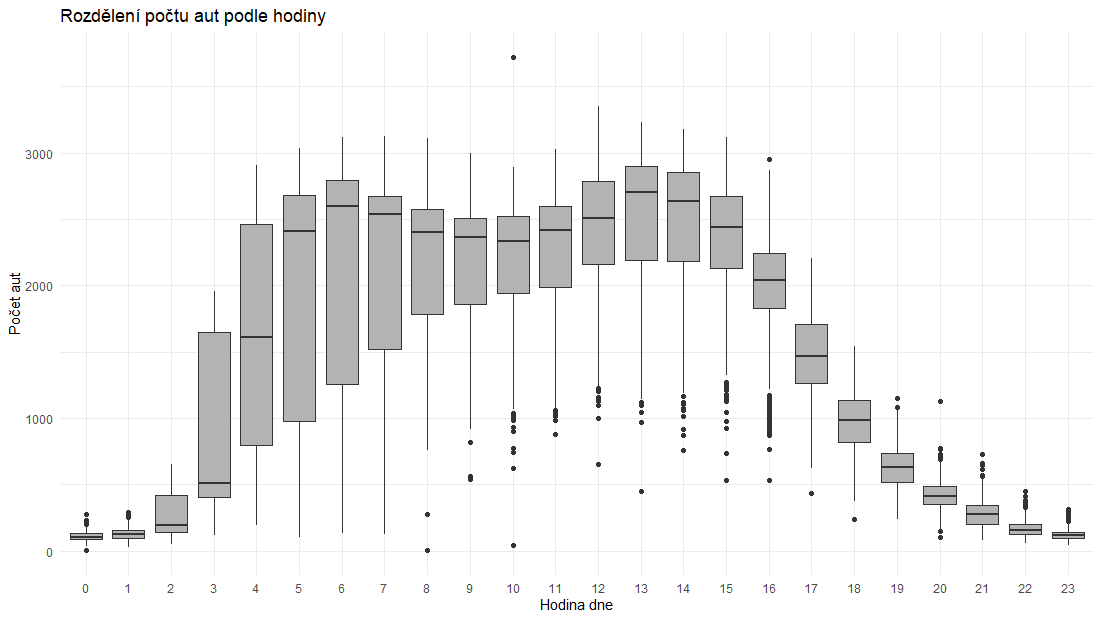 Rozdělení počtu aut podle hodiny
Počet aut
3000
2000
1000
0
0 1 2 3 4 5 6 7 8 9 10 11 12 13 14 15 16 17 18 19 20 21 22 23
Hodina dne